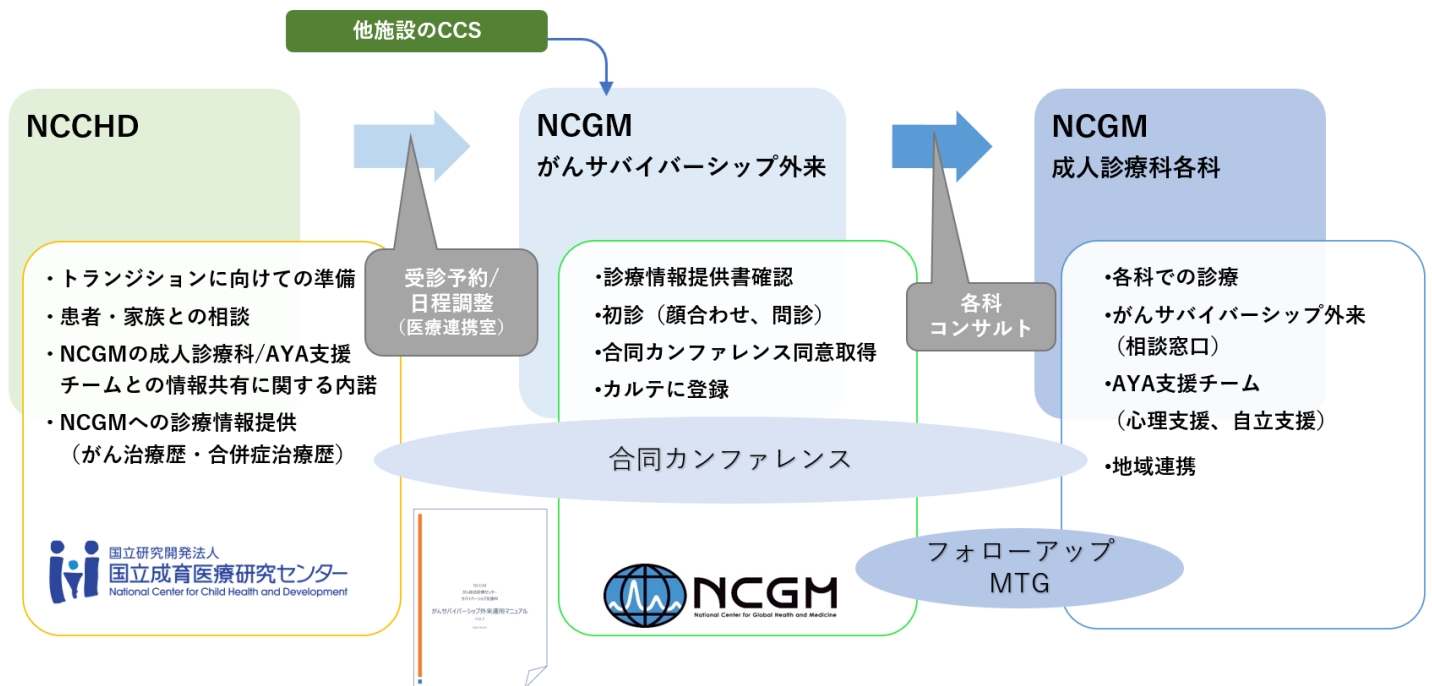 他施設のCCS
NCCHD
・トランジションに向けての準備
・患者・家族との相談
・NCGMの成人診療科/AYA支援
チームとの情報共有に関する内諾
・NCGMへの診療情報提供
（がん治療歴・合併症治療歴）
国立研究開発法人
国立成育医療研究センター
National Center for Child Health and Development
受診予約/
日程調整
（医療連携室）
NCGM
がんサバイバーシップ外来
・診療情報提供書確認
・初診（顔合わせ、問診）
・合同カンファレンス同意取得
・カルテに登録
合同カンファレンス
NCGM
がん総合診療センター
がんサバイバーシップ外来運用マニュアル
NCGM
National Center for Global Health and Medicine
各科
コンサルト
NCGM
成人診療科各科
・各科での診療
・がんサバイバーシップ外来
（相談窓口）
・AYA支援チーム
（心理支援、自立支援）
・地域連携
フォローアップ
MTG